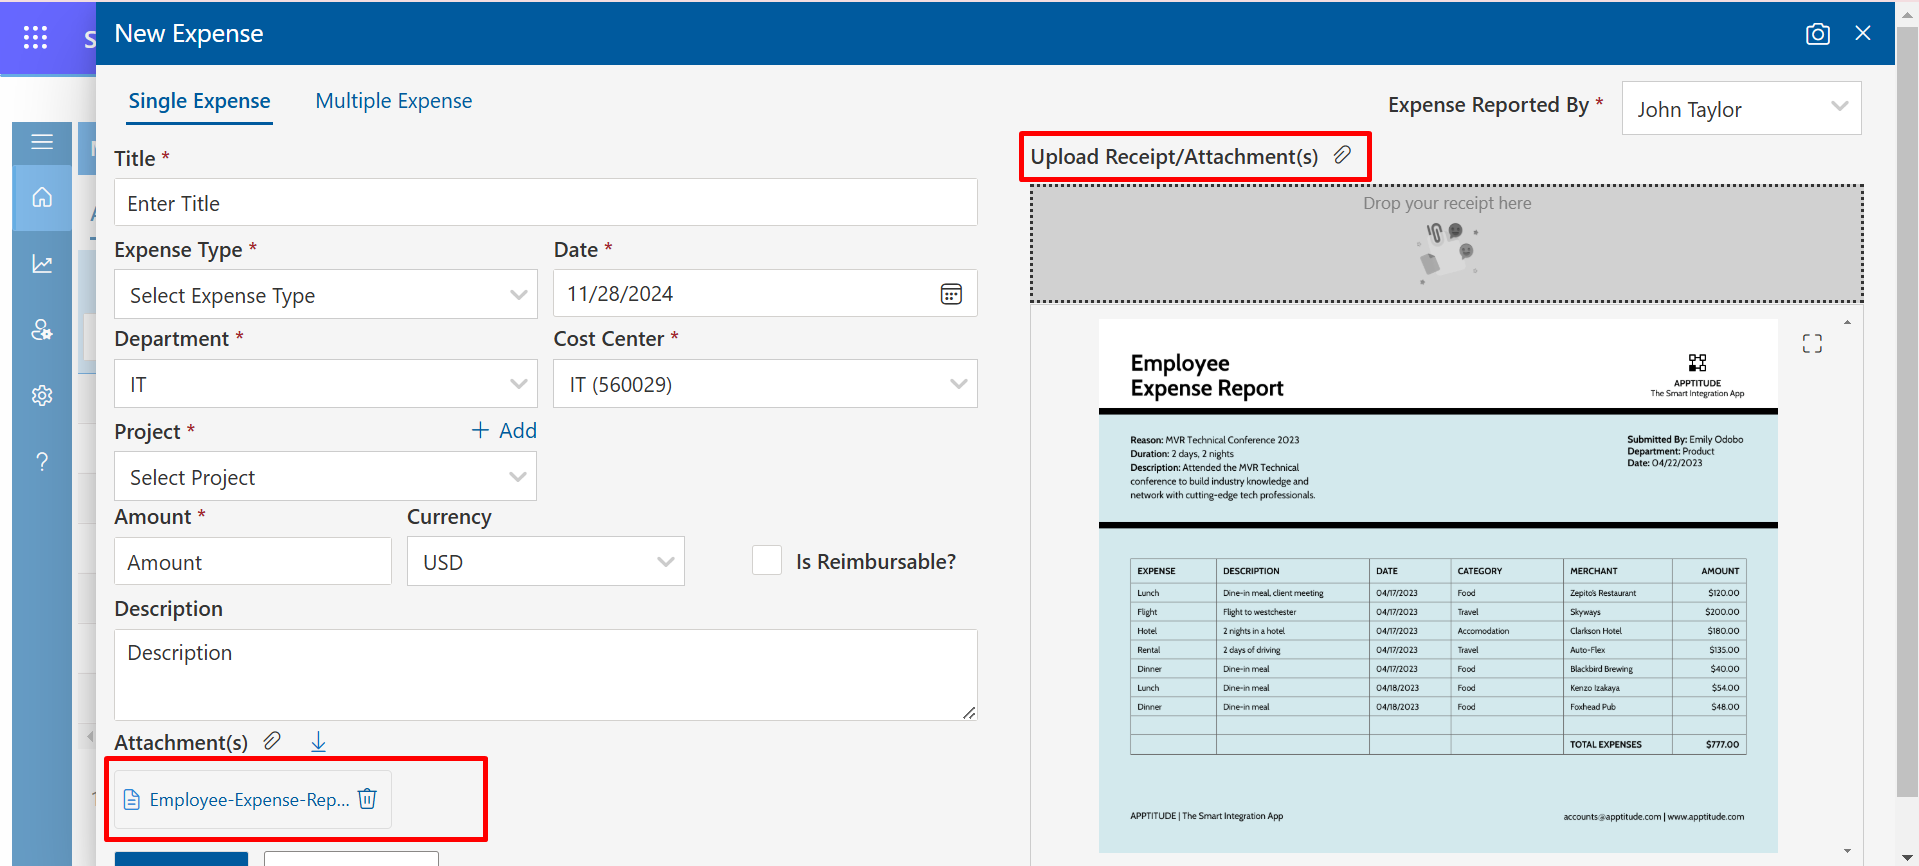 S
New Expense
Single Expense
Multiple Expense
Expense Reported By *
John Taylor
Title *
Enter Title
Expense Type *
Select Expense Type
Date *
11/28/2024
Department *
IT
Cost Center *
IT (560029)
Project *
+ Add
Select Project
Amount *
Amount
Currency
USD
Is Reimbursable?
Description
Description
Attachment(s)
Employee-Expense-Rep...
Upload Receipt/Attachment(s)
Drop your receipt here
Employee
Expense Report
APPTITUDE
The Smart Integration App
Reason: MVR Technical Conference 2023
Duration: 2 days, 2 nights
Description: Attended the MVR Technical
conference to build industry knowledge and
network with cutting-edge tech professionals.
Submitted By: Emily Odobo
Department: Product
Date: 04/22/2023
EXPENSE DESCRIPTION DATE CATEGORY MERCHANT AMOUNT
Lunch Dine-in meal, client meeting 04/17/2023 Food Zepito's Restaurant $120.00
Flight Flight to westchester 04/17/2023 Travel Skyways $200.00
Hotel 2 nights in a hotel 04/17/2023 Accomodation Clarkson Hotel $180.00
Rental 2 days of driving 04/17/2023 Travel Auto-Flex $135.00
Dinner Dine-in meal 04/17/2023 Food Blackbird Brewing $40.00
Lunch Dine-in meal 04/18/2023 Food Kenzo Izakaya $54.00
Dinner Dine-in meal 04/18/2023 Food Foxhead Pub $48.00
TOTAL EXPENSES $777.00
APPTITUDE | The Smart Integration App
accounts@apptitude.com | www.apptitude.com